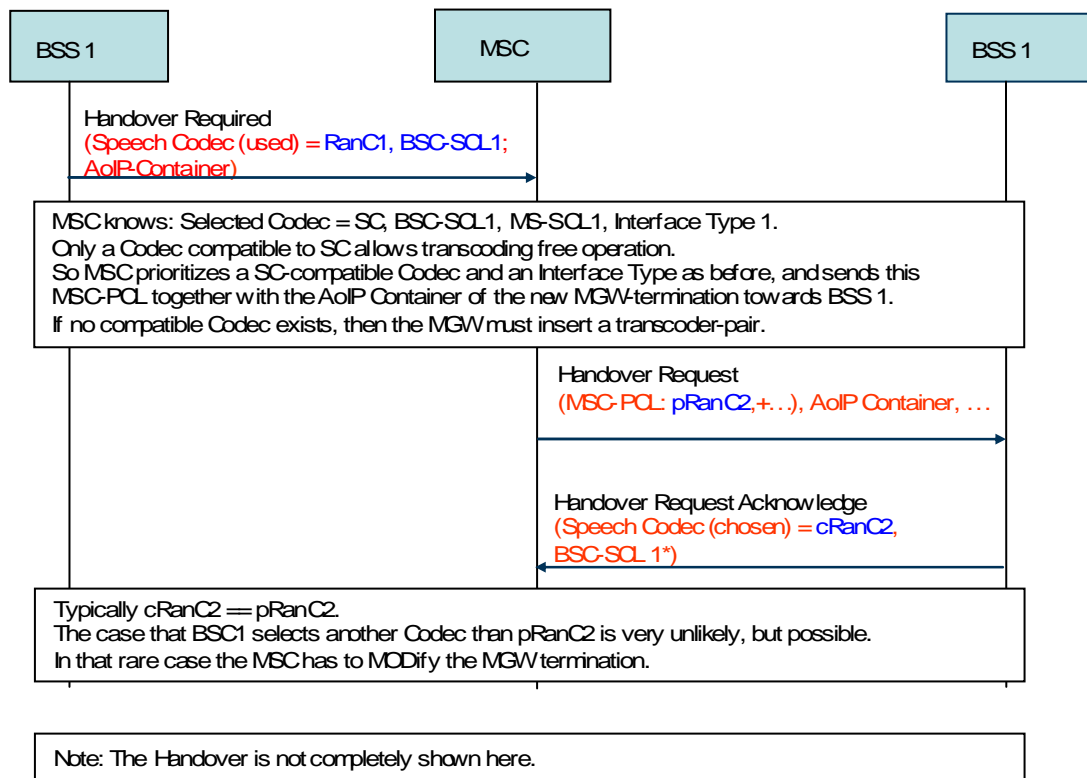 BSS 1
MSC
BSS 1
Handover Required
(Speech Codec (used) = RanC1, BSC-SCL1;
AoIP-Container)
MSC knows: Selected Codec = SC, BSC-SCL1, MS-SCL1, Interface Type 1.
Only a Codec compatible to SC allows transcoding free operation.
So MSC prioritizes a SC-compatible Codec and an Interface Type as before, and sends this
MSC-PCL together with the AoIP Container of the new MGW-termination towards BSS 1.
If no compatible Codec exists, then the MGW must insert a transcoder-pair.
Handover Request
(MSC-PCL: pRanC2,+…), AoIP Container, …
Handover Request Acknowledge
(Speech Codec (chosen) = cRanC2,
BSC-SCL 1*)
Typically cRanC2 == pRanC2.
The case that BSC1 selects another Codec than pRanC2 is very unlikely, but possible.
In that rare case the MSC has to MODify the MGW termination.
Note: The Handover is not completely shown here.